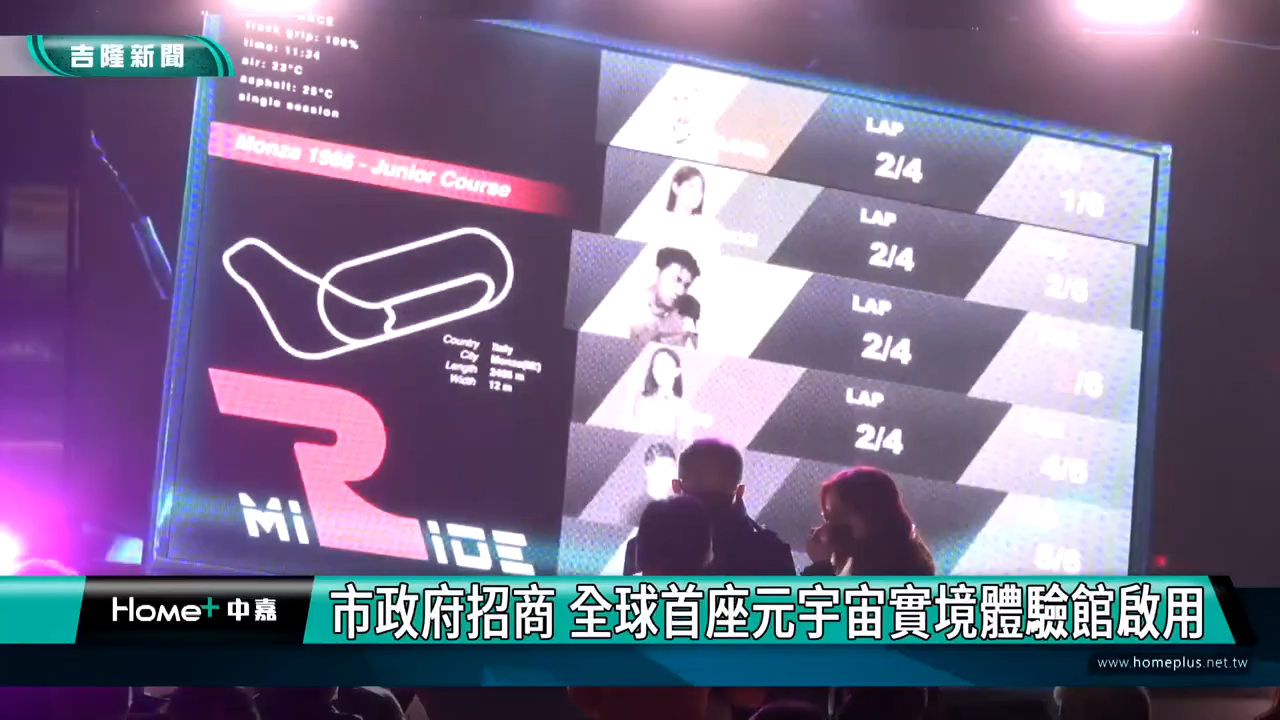 吉隆新聞
track grip: 100%
time: 11:34
air: 23°C
asphalt: 25°C
single session
Monza 1966 - Junior Course
Country Italy
City
Length 2405 m
Width 12 m
MiRiDE
LAP
2/4
1/6
LAP
2/4
2/6
LAP
2/4
/6
LAP
2/4
4/6
5/6
Home+中嘉
市政府招商 全球首座元宇宙實境體驗館啟用
www.homeplus.net.tw